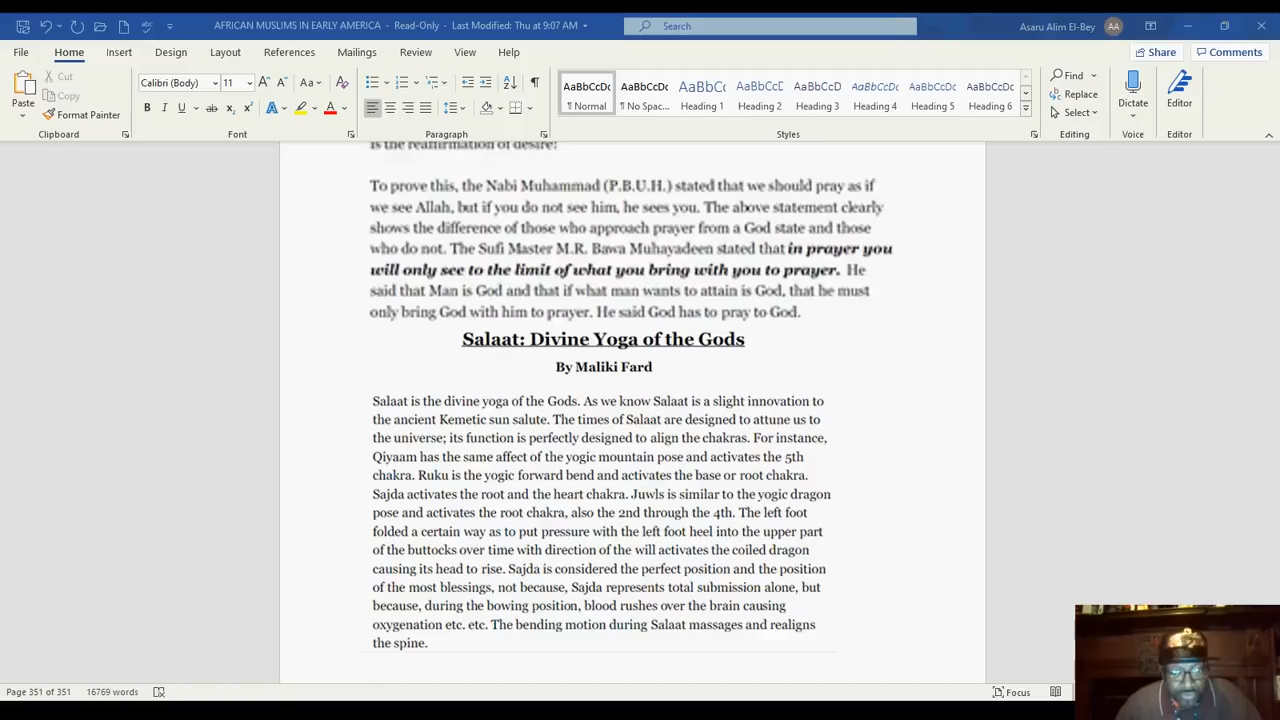 AFRICAN MUSLIMS IN EARLY AMERICA - Read-Only - Last Modified: Thu at 9:07 AM
Search
Asaru Alim El-Bey
AA
File Home Insert Design Layout References Mailings Review View Help
Share
Comments
Paste
Cut
Copy
Format Painter
Clipboard
Calibri (Body) 11
Font
Paragraph
AaBbCcDc AaBbCcDc AaBbC AaBbCcD AaBbCcD AaBbCcD AaBbCcD AaBbCcDc
¶ Normal ¶ No Spac... Heading 1 Heading 2 Heading 3 Heading 4 Heading 5 Heading 6
Styles
Find
Replace
Select
Editing
Dictate
Voice
Editor
Editor
is the reaffirmation of desire!
To prove this, the Nabi Muhammad (P.B.U.H.) stated that we should pray as if
we see Allah, but if you do not see him, he sees you. The above statement clearly
shows the difference of those who approach prayer from a God state and those
who do not. The Sufi Master M.R. Bawa Muhayadeen stated that in prayer you
will only see to the limit of what you bring with you to prayer. He
said that Man is God and that if what man wants to attain is God, that he must
only bring God with him to prayer. He said God has to pray to God.
Salaat: Divine Yoga of the Gods
By Maliki Fard
Salaat is the divine yoga of the Gods. As we know Salaat is a slight innovation to
the ancient Kemetic sun salute. The times of Salaat are designed to attune us to
the universe; its function is perfectly designed to align the chakras. For instance,
Qiyaam has the same affect of the yogic mountain pose and activates the 5th
chakra. Ruku is the yogic forward bend and activates the base or root chakra.
Sajda activates the root and the heart chakra. Juwls is similar to the yogic dragon
pose and activates the root chakra, also the 2nd through the 4th. The left foot
folded a certain way as to put pressure with the left foot heel into the upper part
of the buttocks over time with direction of the will activates the coiled dragon
causing its head to rise. Sajda is considered the perfect position and the position
of the most blessings, not because, Sajda represents total submission alone, but
because, during the bowing position, blood rushes over the brain causing
oxygenation etc. etc. The bending motion during Salaat massages and realigns
the spine.
Page 351 of 351 16769 words
Focus